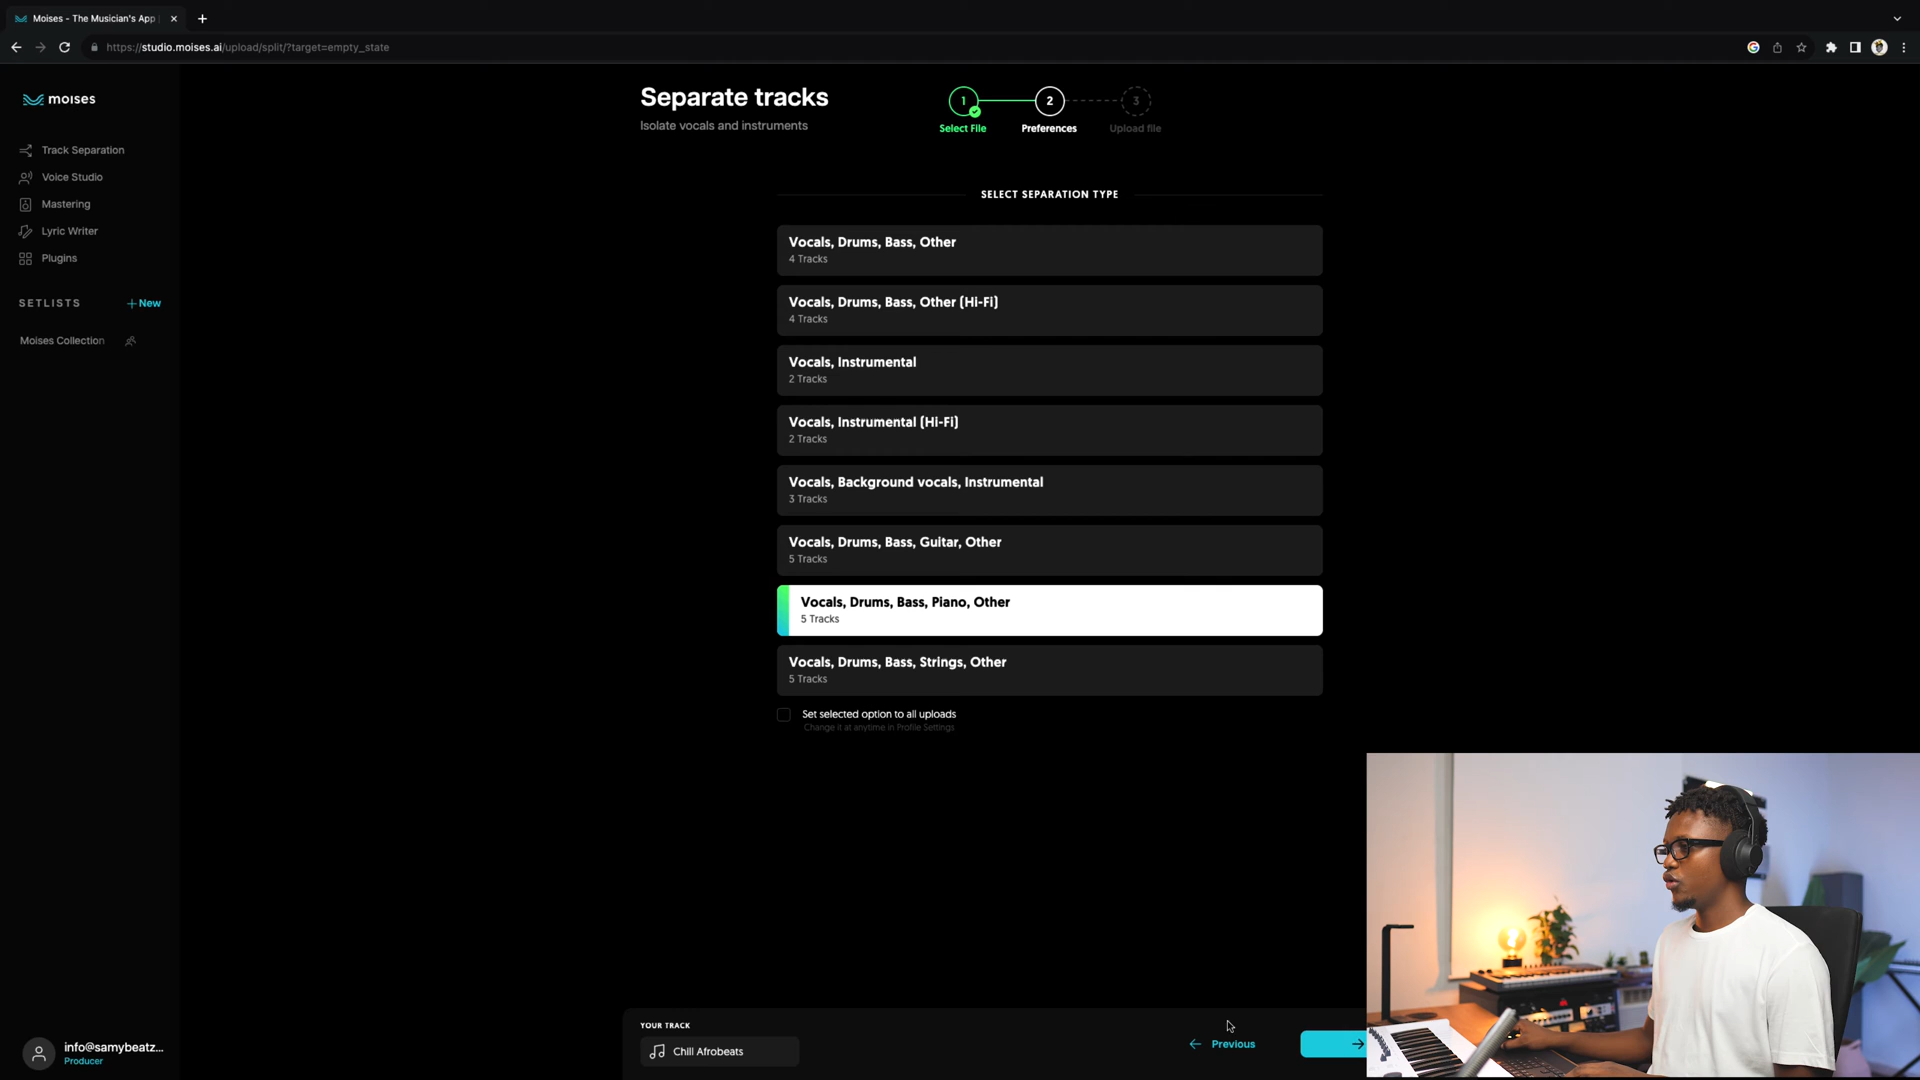 Moises - The Musician's App
https://studio.moises.ai/upload/split/?target=empty_state
moises
Track Separation
Voice Studio
Mastering
Lyric Writer
Plugins
SETLISTS
+ New
Moises Collection
info@samybeatz...
Producer
Separate tracks
Isolate vocals and instruments
1
2
3
Select File
Preferences
Upload file
SELECT SEPARATION TYPE
Vocals, Drums, Bass, Other
4 Tracks
Vocals, Drums, Bass, Other (Hi-Fi)
4 Tracks
Vocals, Instrumental
2 Tracks
Vocals, Instrumental (Hi-Fi)
2 Tracks
Vocals, Background vocals, Instrumental
3 Tracks
Vocals, Drums, Bass, Guitar, Other
5 Tracks
Vocals, Drums, Bass, Piano, Other
5 Tracks
Vocals, Drums, Bass, Strings, Other
5 Tracks
Set selected option to all uploads
Change it at anytime in Profile Settings
YOUR TRACK
Chill Afrobeats
Previous